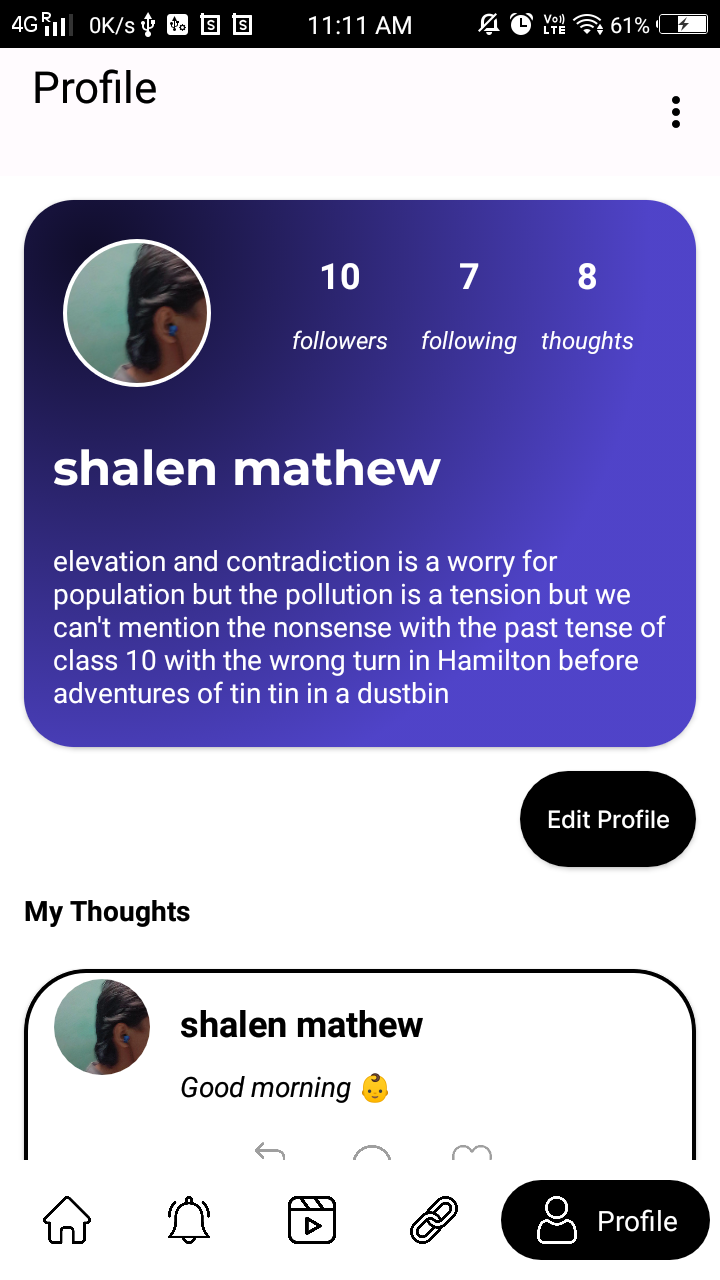 4G R 0K/s 11:11 AM Vo) LTE 61%
Profile
10 7 8
followers following thoughts
shalen mathew
elevation and contradiction is a worry for
population but the pollution is a tension but we
can't mention the nonsense with the past tense of
class 10 with the wrong turn in Hamilton before
adventures of tin tin in a dustbin
Edit Profile
My Thoughts
shalen mathew
Good morning 👶
Profile